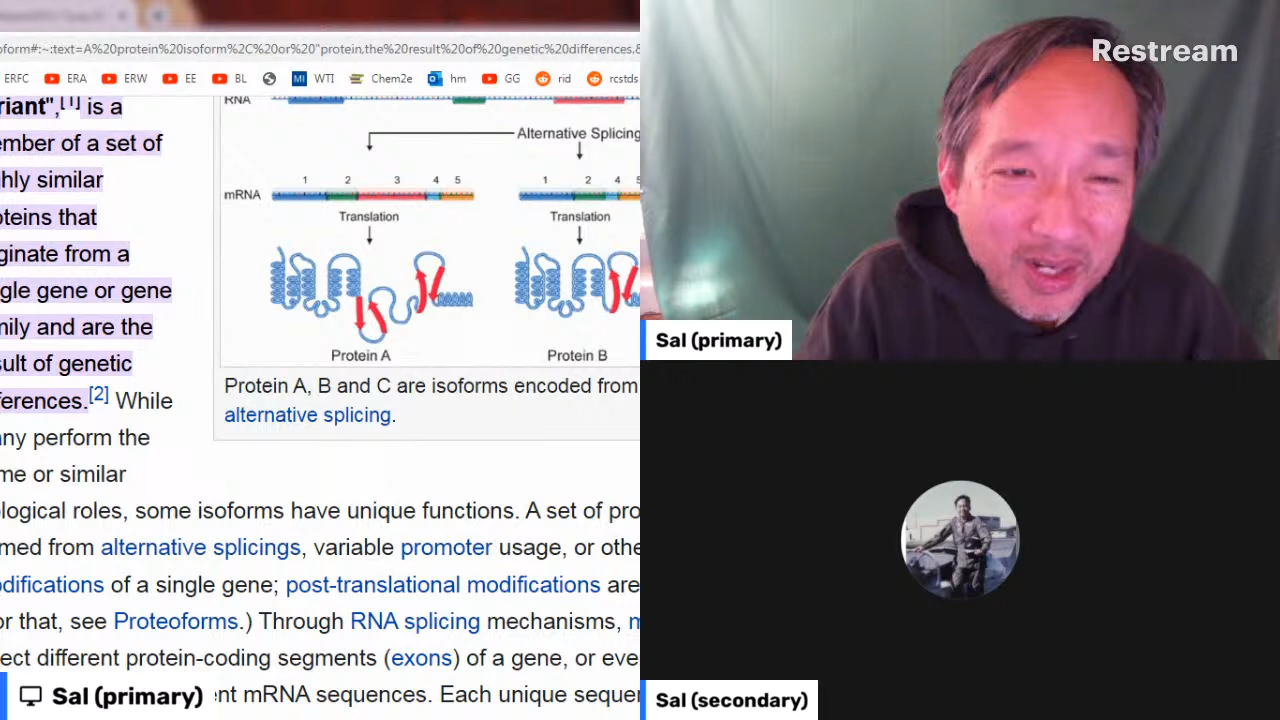 oform#:~:text=A%20protein%20isoform%2C%20or%20"protein,the%20result%20of%20genetic%20differences.&
ERFC ERA ERW EE BL MI WTI Chem2e hm GG rid rcstds
Restream
riant",[1] is a
ember of a set of
hly similar
oteins that
ginate from a
gle gene or gene
mily and are the
sult of genetic
ferences.[2] While
any perform the
me or similar
RNA
Alternative Splicing
1 2 3 4 5
1 2 4 5
mRNA
Translation
Translation
Protein A
Protein B
Protein A, B and C are isoforms encoded from
alternative splicing.
ological roles, some isoforms have unique functions. A set of pro
med from alternative splicings, variable promoter usage, or othe
odifications of a single gene; post-translational modifications are
or that, see Proteoforms.) Through RNA splicing mechanisms, m
ect different protein-coding segments (exons) of a gene, or eve
nt mRNA sequences. Each unique sequen
Sal (primary)
Sal (primary)
Sal (secondary)